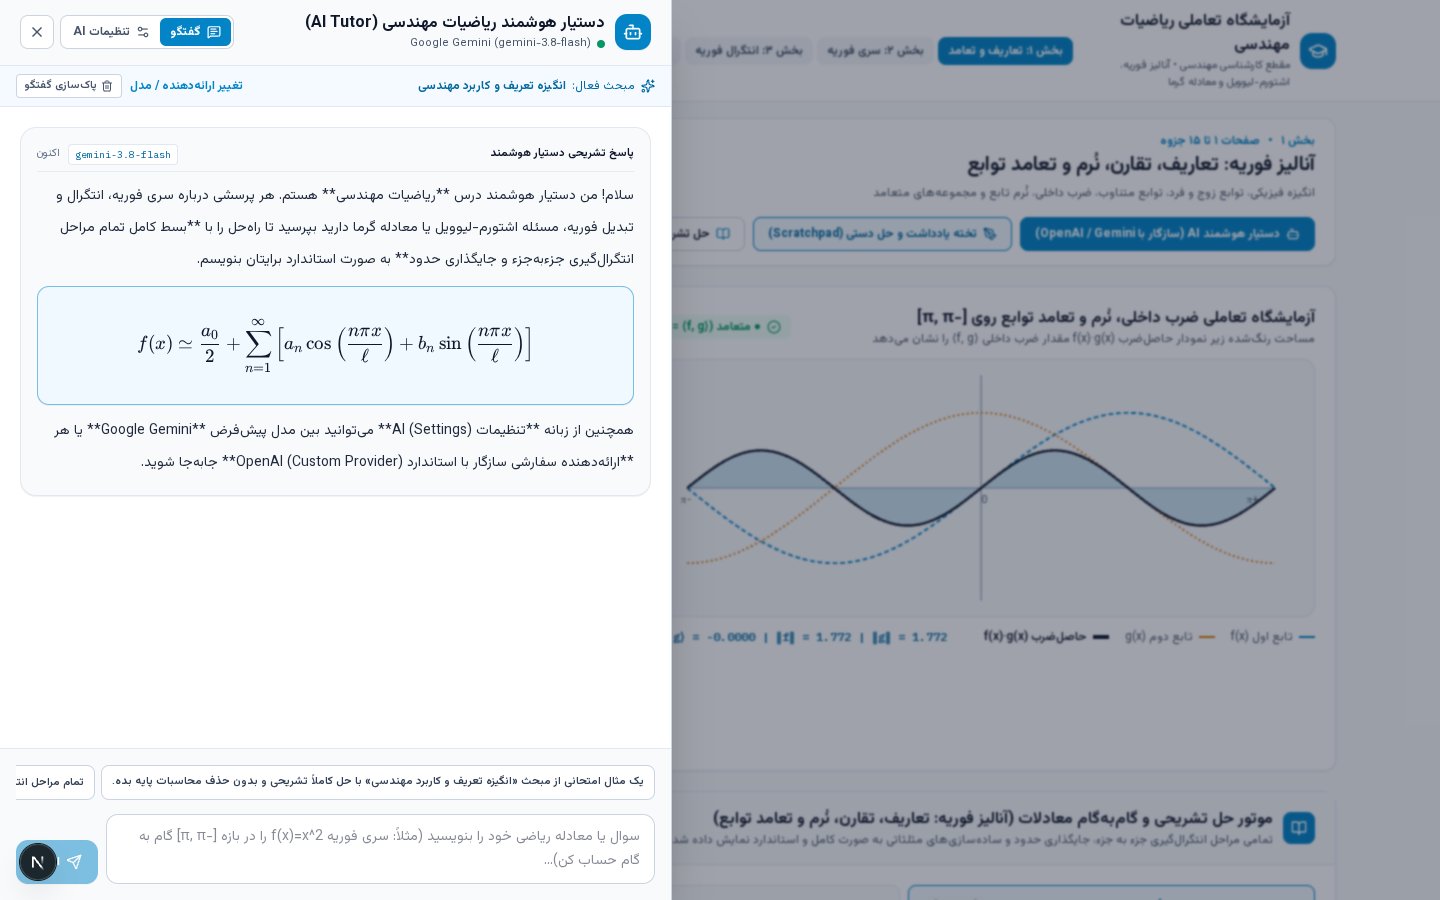 دستیار هوشمند ریاضیات مهندسی (AI Tutor)
Google Gemini (gemini-3.8-flash)
گفتگو
تنظیمات AI
مبحث فعال: انگیزه تعریف و کاربرد مهندسی
تغییر ارائه‌دهنده / مدل
پاک‌سازی گفتگو
پاسخ تشریحی دستیار هوشمند
gemini-3.8-flash
اکنون
سلام! من دستیار هوشمند درس **ریاضیات مهندسی** هستم. هر پرسشی درباره سری فوریه، انتگرال و
تبدیل فوریه، مسئله اشتورم-لیوویل یا معادله گرما دارید بپرسید تا راه‌حل را با **بسط کامل تمام مراحل
انتگرال‌گیری جزءبه‌جزء و جایگذاری حدود** به صورت استاندارد برایتان بنویسم.
f(x) ≃ a₀/2 + ∑_{n=1}^{∞} [aₙ cos (nπx/ℓ) + bₙ sin (nπx/ℓ)]
همچنین از زبانه **تنظیمات AI (Settings)** می‌توانید بین مدل پیش‌فرض **Google Gemini** یا هر
**ارائه‌دهنده سفارشی سازگار با استاندارد OpenAI (Custom Provider)** جابه‌جا شوید.
یک مثال امتحانی از مبحث «انگیزه تعریف و کاربرد مهندسی» با حل کاملاً تشریحی و بدون حذف محاسبات پایه بده.
تمام مراحل
سوال یا معادله ریاضی خود را بنویسید (مثلاً: سری فوریه f(x)=x^2 را در بازه [-π, π] گام به
گام حساب کن)...
N
آزمایشگاه تعاملی ریاضیات
مهندسی
مقطع کارشناسی مهندسی • آنالیز فوریه،
اشتورم-لیوویل و معادله گرما
بخش ۱: تعاریف و تعامد
بخش ۲: سری فوریه
بخش ۳: انتگرال فوریه
بخش ۱ • صفحات ۱ تا ۱۵ جزوه
آنالیز فوریه: تعاریف، تقارن، نُرم و تعامد توابع
انگیزه فیزیکی، توابع زوج و فرد، توابع متناوب، ضرب داخلی، نُرم تابع و مجموعه‌های متعامد
دستیار هوشمند AI (سازگار با OpenAI / Gemini)
تخته یادداشت و حل دستی (Scratchpad)
آزمایشگاه ضرب داخلی، نُرم و تعامد توابع روی [-π, π]
مساحت رنگ‌شده زیر نمودار حاصل‌ضرب f(x)·g(x) مقدار ضرب داخلی ⟨f, g⟩ را نشان می‌دهد
● متعامد (⟨f, g⟩ =
-π
0
+π
تابع اول f(x)
تابع دوم g(x)
حاصل‌ضرب f(x)·g(x)
g⟩ = -0.0000 | ‖f‖ = 1.772 | ‖g‖ = 1.772
موتور حل تشریحی و گام‌به‌گام معادلات (آنالیز فوریه: تعاریف، تقارن، نُرم و تعامد توابع)
تمامی مراحل انتگرال‌گیری جزء به جزء، جایگذاری حدود و ساده‌سازی‌های مثلثاتی به صورت کامل و استاندارد نمایش داده